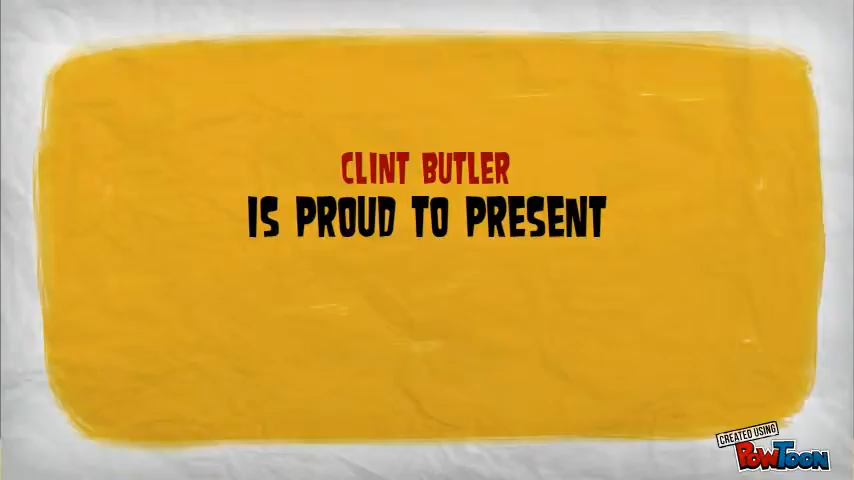 CLINT BUTLER
IS PROUD TO PRESENT
CREATED USING
POWTOON